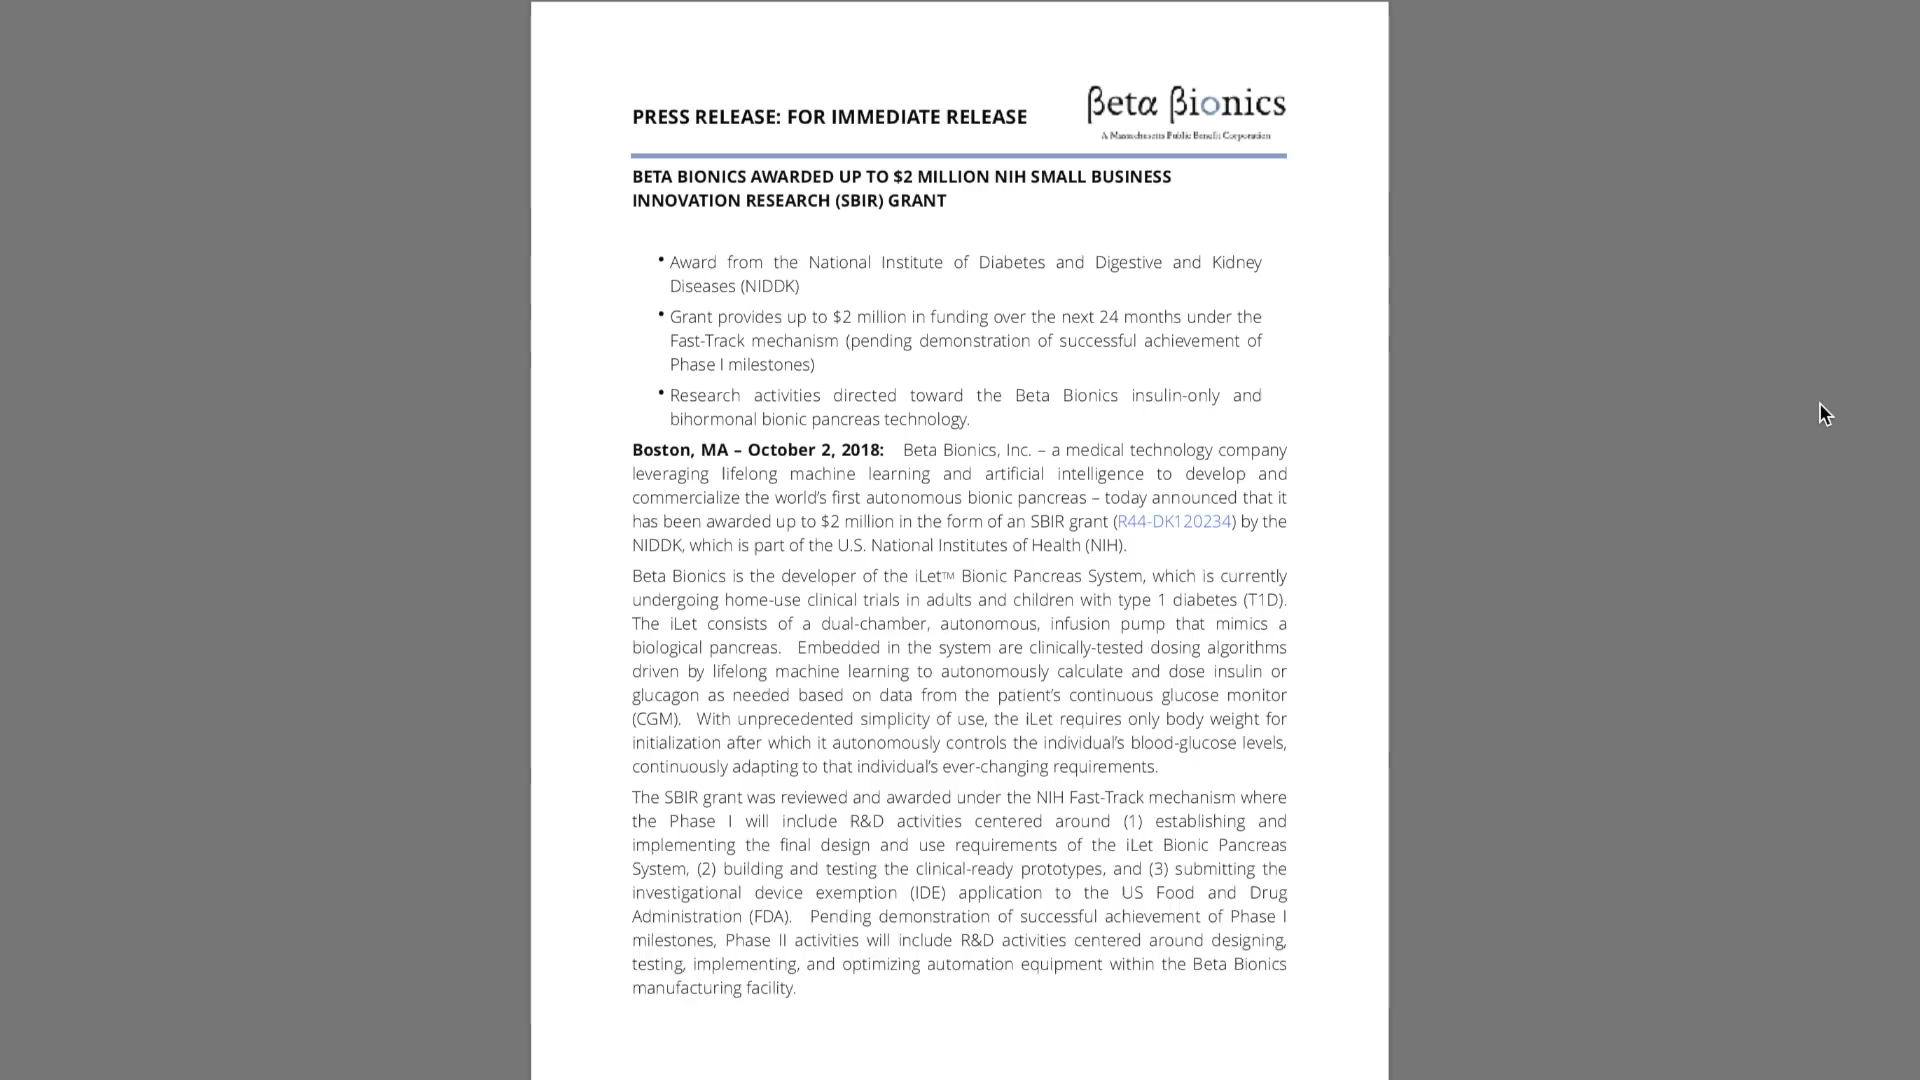 PRESS RELEASE: FOR IMMEDIATE RELEASE
βetα βionics
A Massachusetts Public Benefit Corporation
BETA BIONICS AWARDED UP TO $2 MILLION NIH SMALL BUSINESS
INNOVATION RESEARCH (SBIR) GRANT
• Award from the National Institute of Diabetes and Digestive and Kidney
Diseases (NIDDK)
• Grant provides up to $2 million in funding over the next 24 months under the
Fast-Track mechanism (pending demonstration of successful achievement of
Phase I milestones)
• Research activities directed toward the Beta Bionics insulin-only and
bihormonal bionic pancreas technology.
Boston, MA – October 2, 2018: Beta Bionics, Inc. – a medical technology company
leveraging lifelong machine learning and artificial intelligence to develop and
commercialize the world's first autonomous bionic pancreas – today announced that it
has been awarded up to $2 million in the form of an SBIR grant (R44-DK120234) by the
NIDDK, which is part of the U.S. National Institutes of Health (NIH).
Beta Bionics is the developer of the iLet™ Bionic Pancreas System, which is currently
undergoing home-use clinical trials in adults and children with type 1 diabetes (T1D).
The iLet consists of a dual-chamber, autonomous, infusion pump that mimics a
biological pancreas. Embedded in the system are clinically-tested dosing algorithms
driven by lifelong machine learning to autonomously calculate and dose insulin or
glucagon as needed based on data from the patient's continuous glucose monitor
(CGM). With unprecedented simplicity of use, the iLet requires only body weight for
initialization after which it autonomously controls the individual's blood-glucose levels,
continuously adapting to that individual's ever-changing requirements.
The SBIR grant was reviewed and awarded under the NIH Fast-Track mechanism where
the Phase I will include R&D activities centered around (1) establishing and
implementing the final design and use requirements of the iLet Bionic Pancreas
System, (2) building and testing the clinical-ready prototypes, and (3) submitting the
investigational device exemption (IDE) application to the US Food and Drug
Administration (FDA). Pending demonstration of successful achievement of Phase I
milestones, Phase II activities will include R&D activities centered around designing,
testing, implementing, and optimizing automation equipment within the Beta Bionics
manufacturing facility.